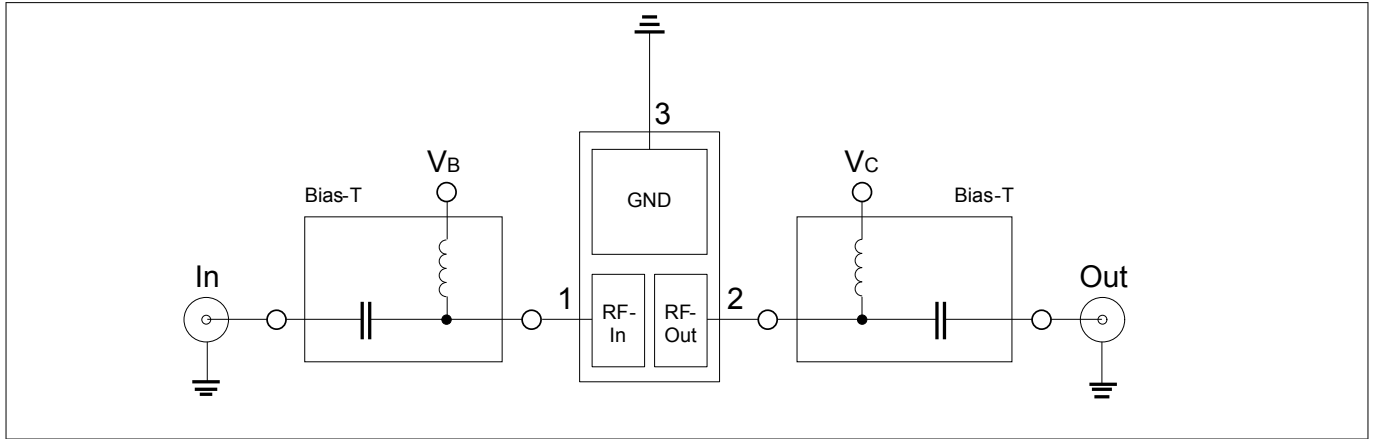 3
VB
VC
Bias-T
Bias-T
GND
In
Out
1
2
RF-
In
RF-
Out